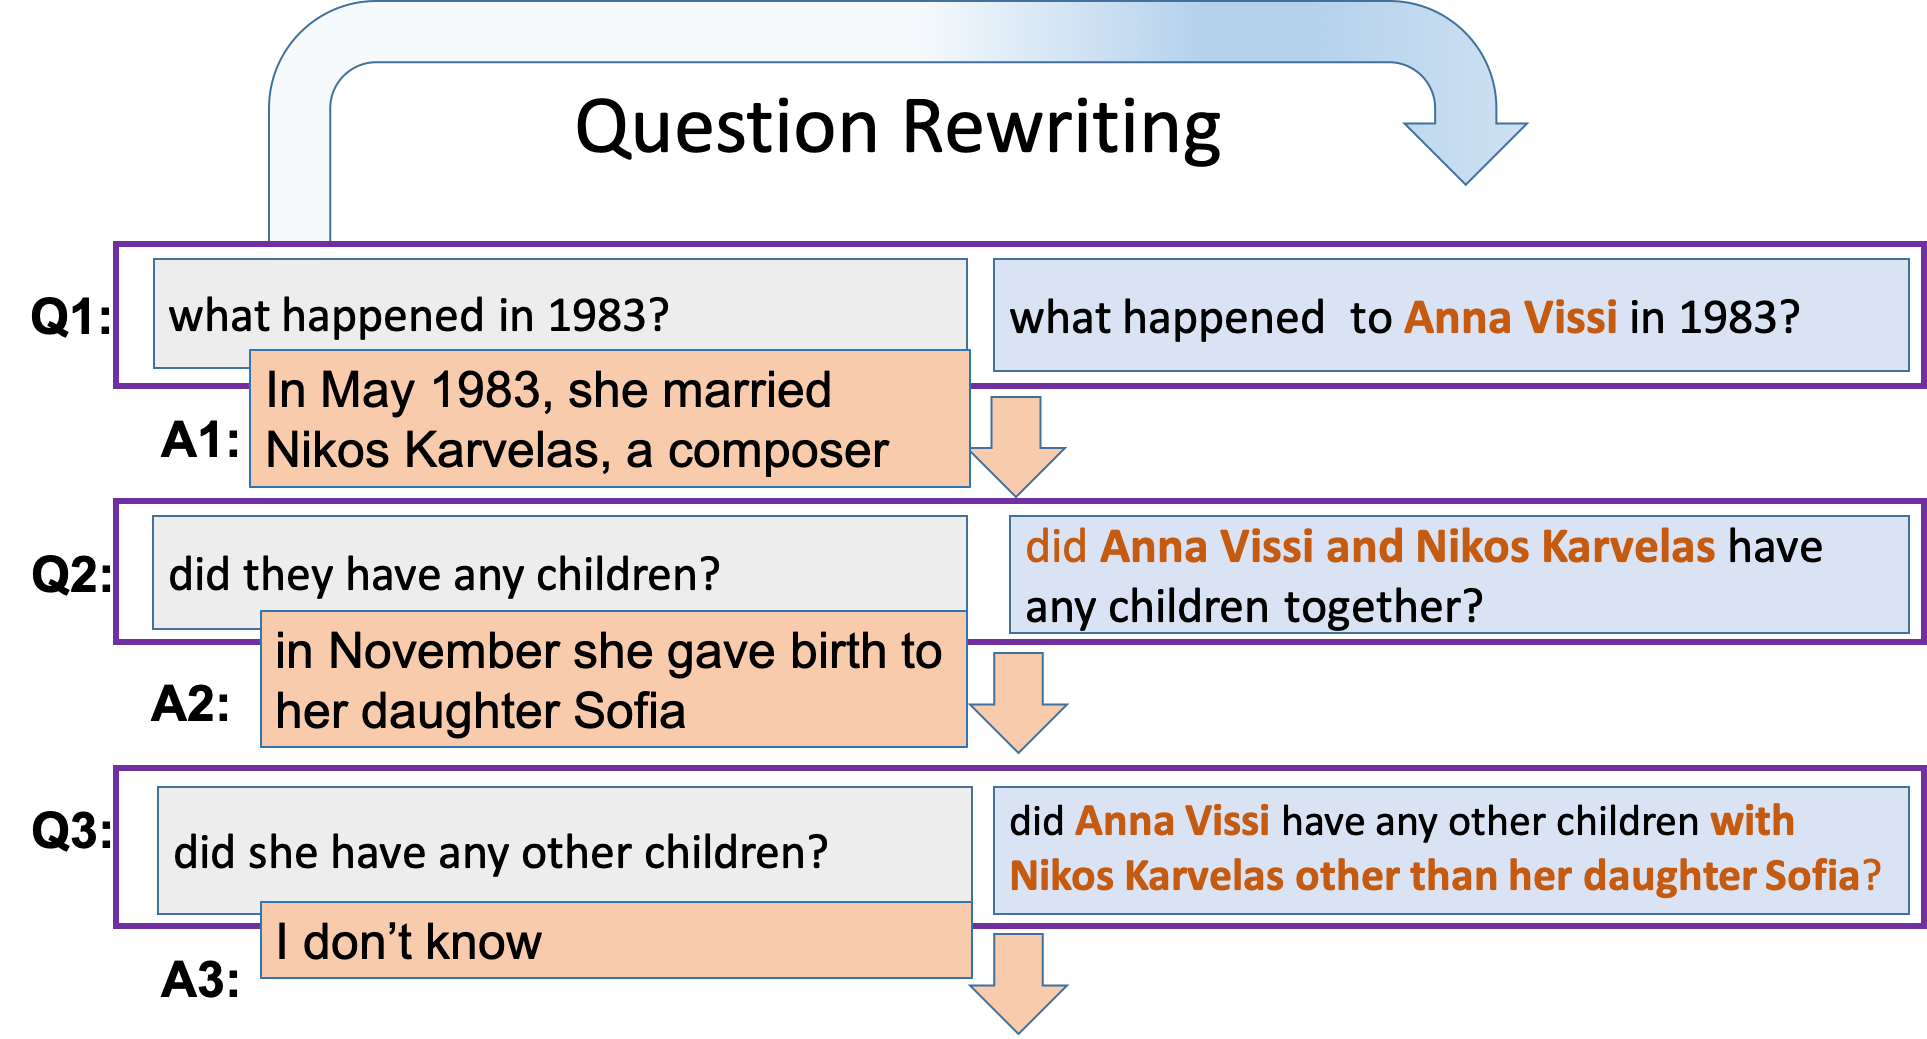 Question Rewriting
Q1:
what happened in 1983?
what happened  to Anna Vissi in 1983?
A1:
In May 1983, she married
Nikos Karvelas, a composer
Q2:
did they have any children?
did Anna Vissi and Nikos Karvelas have
any children together?
A2:
in November she gave birth to
her daughter Sofia
Q3:
did she have any other children?
did Anna Vissi have any other children with
Nikos Karvelas other than her daughter Sofia?
A3:
I don’t know